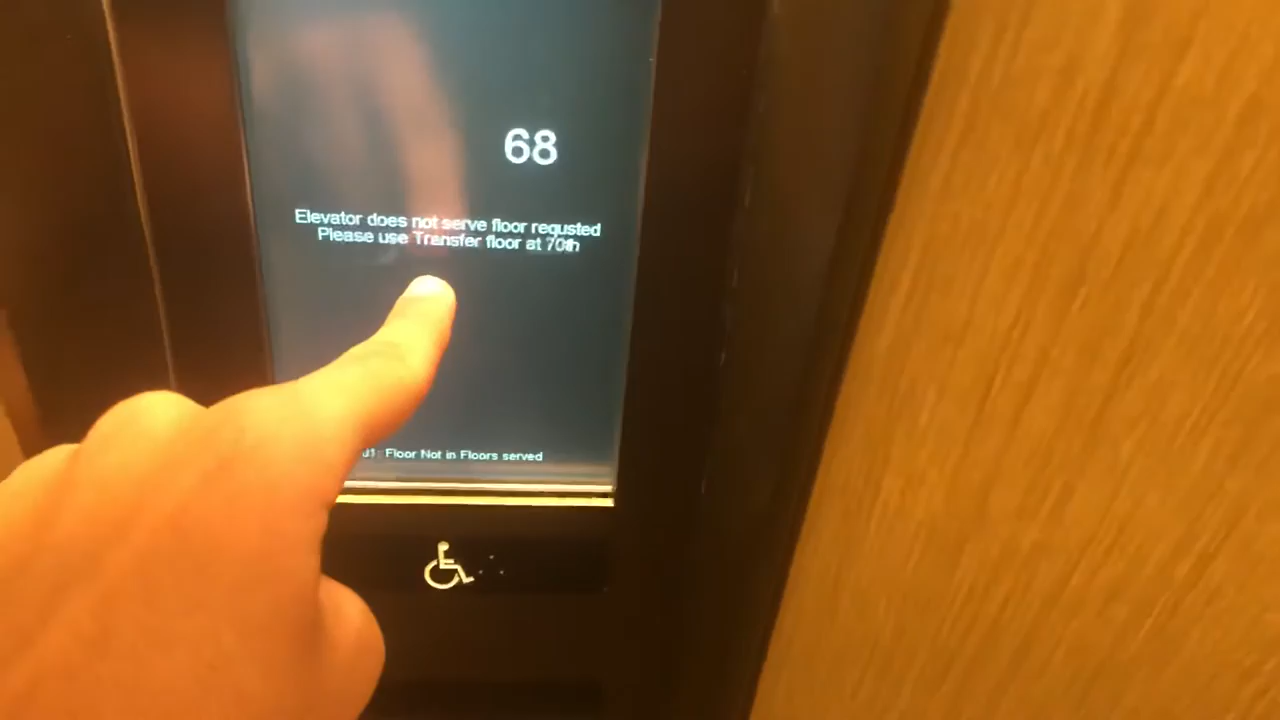 68
Elevator does not serve floor requsted
Please use Transfer floor at 70th
Floor Not in Floors served